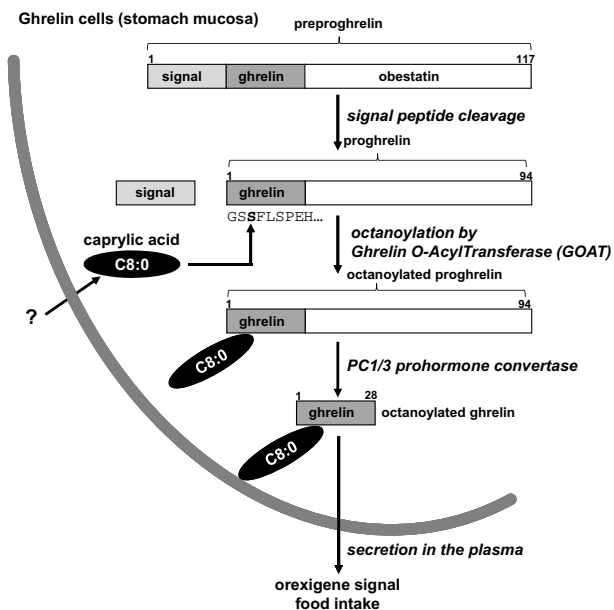 Ghrelin cells (stomach mucosa)
preproghrelin
1 117
signal ghrelin obestatin
signal peptide cleavage
proghrelin
1 94
signal ghrelin
GSSFLSPEH...
caprylic acid
C8:0
octanoylation by
Ghrelin O-AcylTransferase (GOAT)
octanoylated proghrelin
?
1 94
ghrelin
C8:0
PC1/3 prohormone convertase
1 28
ghrelin octanoylated ghrelin
C8:0
secretion in the plasma
orexigene signal
food intake